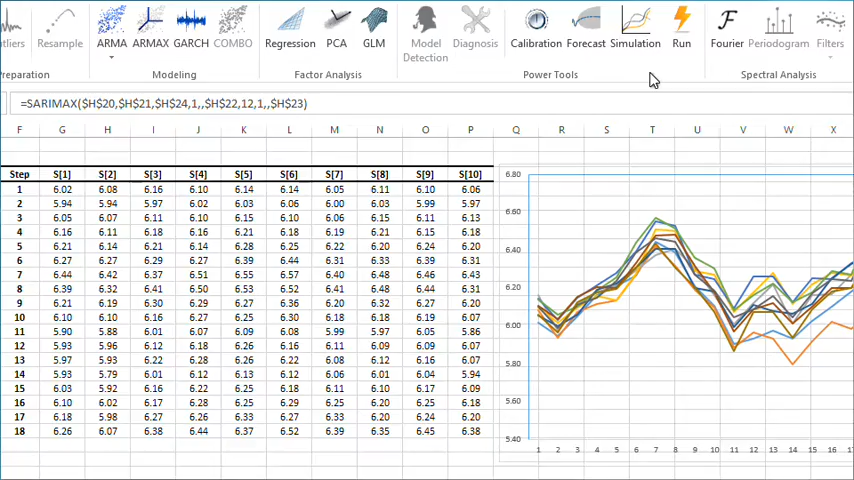 Resample ARMA ARMAX GARCH COMBO Regression PCA GLM Model Detection Diagnosis Calibration Forecast Simulation Run Fourier Periodogram Filters
Modeling Factor Analysis Power Tools Spectral Analysis
=SARIMAX($H$20,$H$21,$H$24,1,,$H$22,12,1,,$H$23)
F G H I J K L M N O P Q R S T U V W X
Step S[1] S[2] S[3] S[4] S[5] S[6] S[7] S[8] S[9] S[10]
1 6.02 6.08 6.16 6.10 6.14 6.14 6.05 6.11 6.10 6.06
2 5.94 5.94 5.97 6.02 6.03 6.06 6.00 6.03 5.99 5.97
3 6.05 6.07 6.11 6.10 6.15 6.10 6.06 6.15 6.11 6.13
4 6.16 6.11 6.18 6.16 6.21 6.18 6.19 6.21 6.15 6.18
5 6.21 6.14 6.21 6.14 6.28 6.25 6.22 6.20 6.24 6.20
6 6.27 6.27 6.31 6.27 6.39 6.44 6.31 6.33 6.39 6.31
7 6.44 6.42 6.37 6.51 6.55 6.57 6.40 6.48 6.46 6.43
8 6.39 6.32 6.41 6.50 6.53 6.52 6.41 6.48 6.44 6.31
9 6.21 6.19 6.30 6.29 6.27 6.36 6.20 6.32 6.27 6.20
10 6.10 6.10 6.16 6.27 6.25 6.30 6.18 6.18 6.19 6.07
11 5.90 5.88 6.01 6.07 6.09 6.08 5.99 5.97 6.05 5.86
12 5.93 5.96 6.12 6.18 6.26 6.16 6.11 6.09 6.09 6.07
13 5.97 5.93 6.22 6.28 6.26 6.22 6.08 6.12 6.16 6.07
14 5.93 5.79 6.01 6.12 6.13 6.12 6.06 6.01 6.04 5.94
15 6.03 5.92 6.16 6.22 6.25 6.18 6.11 6.10 6.17 6.09
16 6.10 6.02 6.17 6.28 6.25 6.29 6.25 6.20 6.25 6.18
17 6.18 5.98 6.27 6.26 6.33 6.27 6.33 6.20 6.24 6.20
18 6.26 6.07 6.38 6.44 6.37 6.52 6.39 6.35 6.45 6.38
6.80
6.60
6.40
6.20
6.00
5.80
5.60
5.40
1 2 3 4 5 6 7 8 9 10 11 12 13 14 15 16